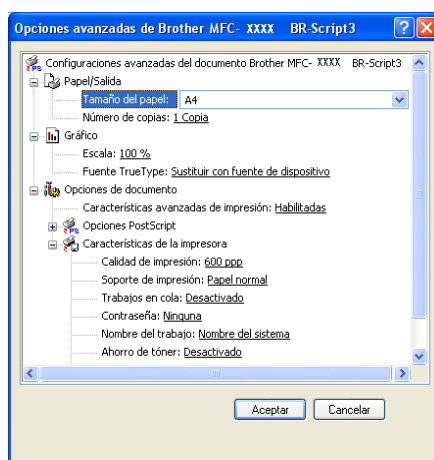 Opciones avanzadas de Brother MFC- XXXX BR-Script3
Configuraciones avanzadas del documento Brother MFC- XXXX BR-Script3
Papel/Salida
Tamaño del papel: A4
Número de copias: 1 Copia
Gráfico
Escala: 100 %
Fuente TrueType: Sustituir con fuente de dispositivo
Opciones de documento
Características avanzadas de impresión: Habilitadas
Opciones PostScript
Características de la impresora
Calidad de impresión: 600 ppp
Soporte de impresión: Papel normal
Trabajos en cola: Desactivado
Contraseña: Ninguna
Nombre del trabajo: Nombre del sistema
Ahorro de tóner: Desactivado
Aceptar Cancelar